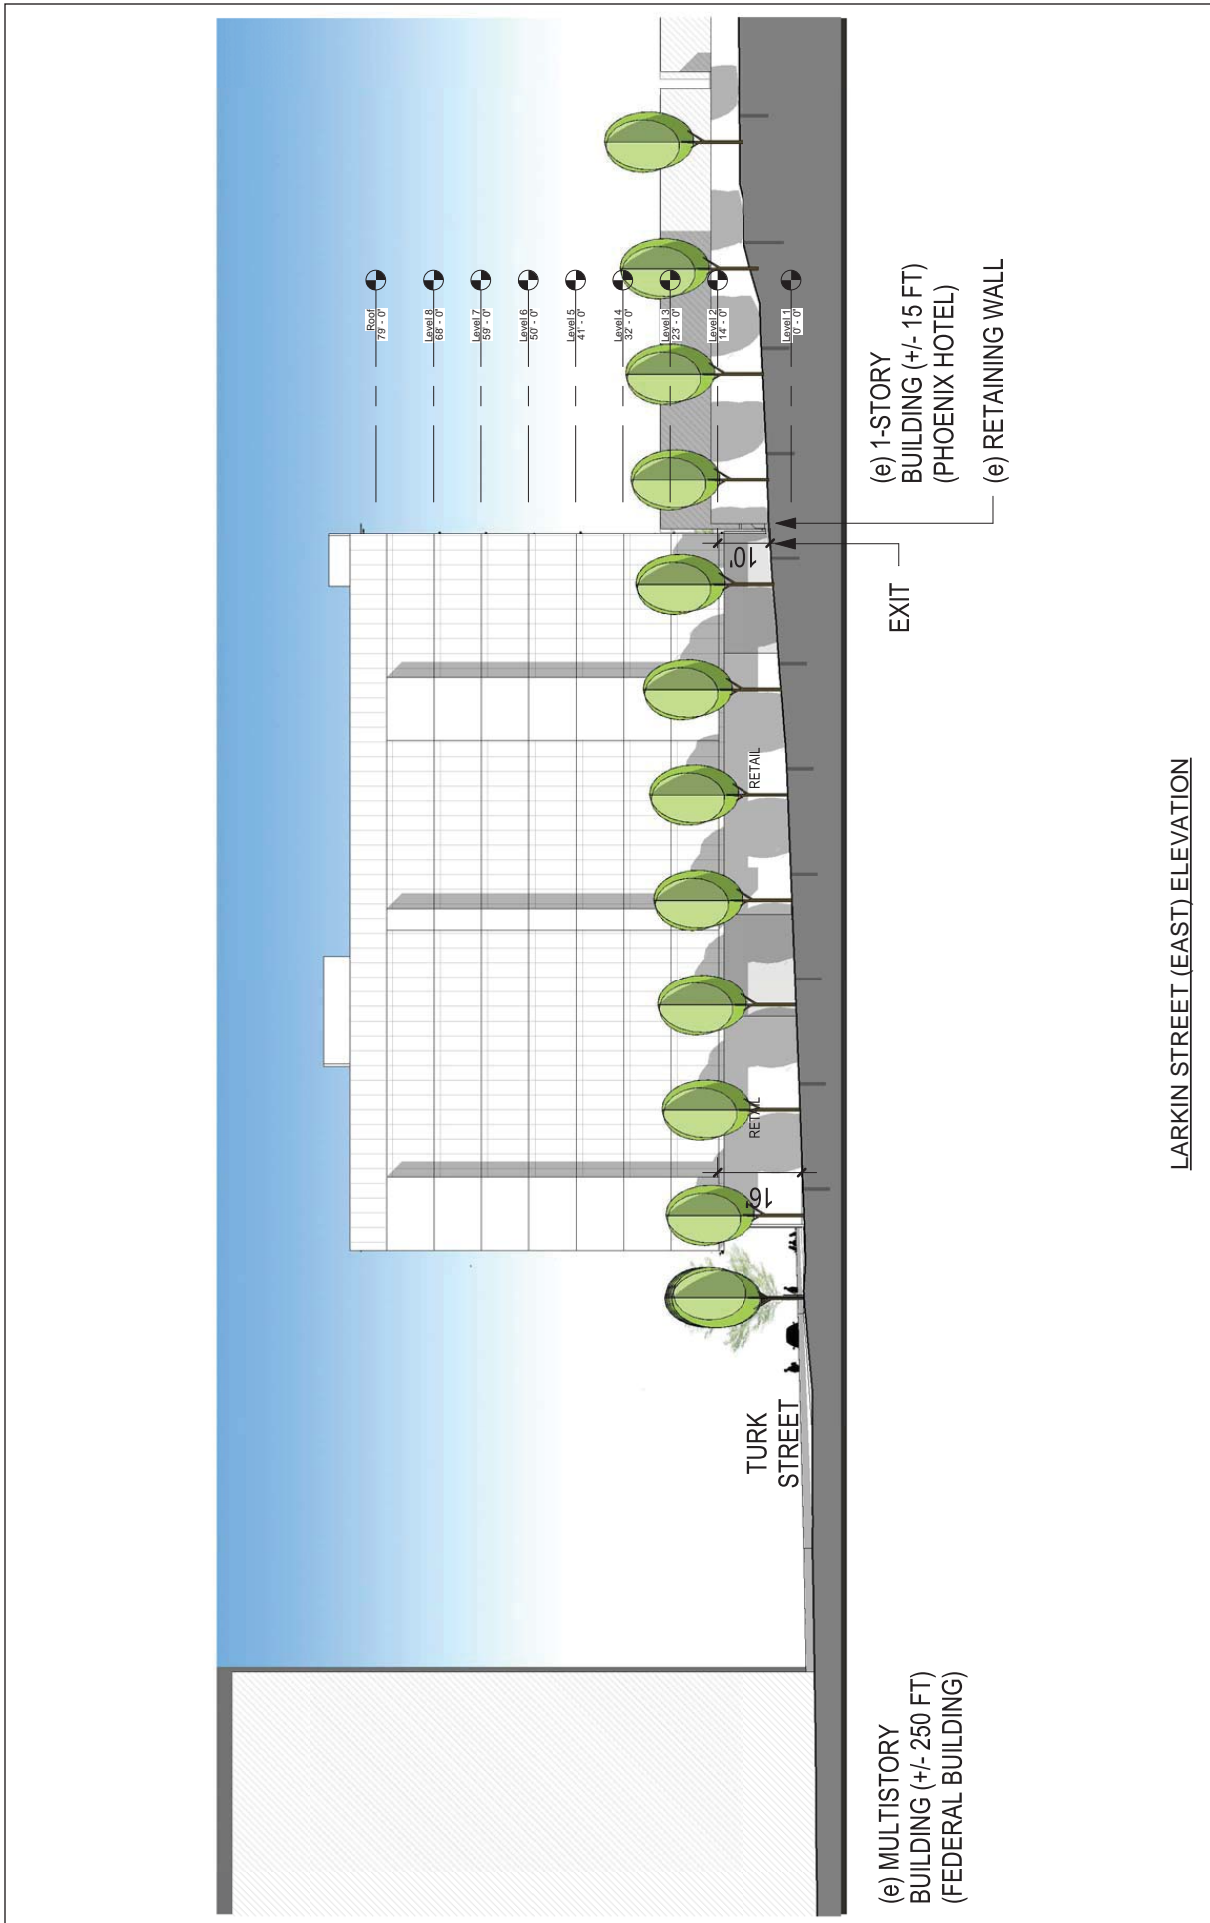 Roof
79' - 0"
Level 8
68' - 0"
Level 7
59' - 0"
Level 6
50' - 0"
Level 5
41' - 0"
Level 4
32' - 0"
Level 3
23' - 0"
Level 2
14' - 0"
Level 1
0' - 0"
RETAIL
RETAIL
16'
10'
TURK
STREET
(e) MULTISTORY
BUILDING (+/- 250 FT)
(FEDERAL BUILDING)
EXIT
(e) 1-STORY
BUILDING (+/- 15 FT)
(PHOENIX HOTEL)
(e) RETAINING WALL
LARKIN STREET (EAST) ELEVATION